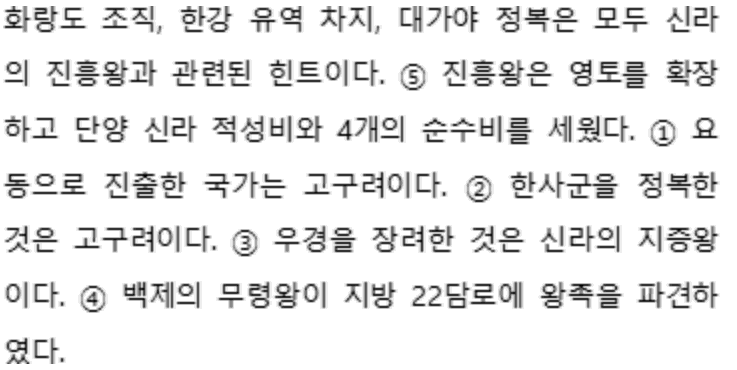 화랑도 조직, 한강 유역 차지, 대가야 정복은 모두 신라
의 진흥왕과 관련된 힌트이다. ⑤ 진흥왕은 영토를 확장
하고 단양 신라 적성비와 4개의 순수비를 세웠다. ① 요
동으로 진출한 국가는 고구려이다. ② 한사군을 정복한
것은 고구려이다. ③ 우경을 장려한 것은 신라의 지증왕
이다. ④ 백제의 무령왕이 지방 22담로에 왕족을 파견하
였다.